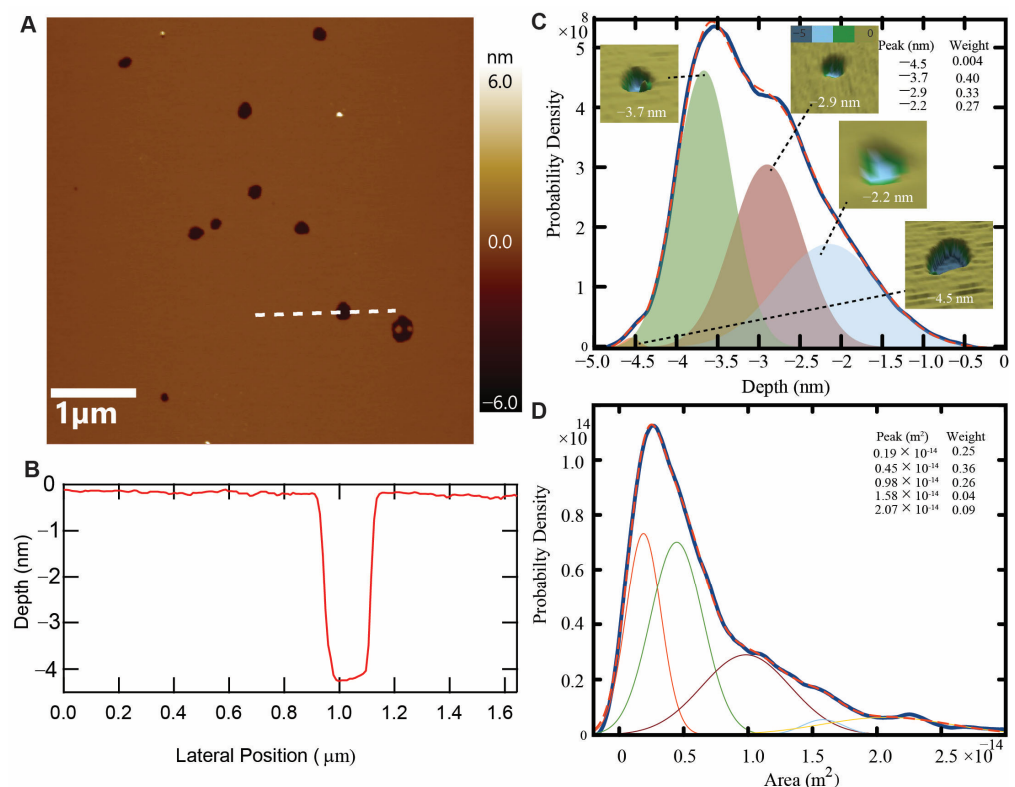 A
nm
6.0
0.0
−6.0
1μm
B
0
−1
−2
−3
−4
Depth (nm)
0.0 0.2 0.4 0.6 0.8 1.0 1.2 1.4 1.6
Lateral Position ( μm)
C
8
×10
5
4
3
2
1
0
Probability Density
−5 0
Peak (nm) Weight
−4.5 0.004
−3.7 0.40
−2.9 0.33
−2.2 0.27
−3.7 nm
−2.9 nm
−2.2 nm
4.5 nm
−5.0 −4.5 −4 −3.5 −3 −2.5 −2 −1.5 −1 −0.5 0
Depth (nm)
D
14
×10
1.0
0.8
0.6
0.4
0.2
0
Probabilty Density
Peak (m²) Weight
0.19 × 10⁻¹⁴ 0.25
0.45 × 10⁻¹⁴ 0.36
0.98 × 10⁻¹⁴ 0.26
1.58 × 10⁻¹⁴ 0.04
2.07 × 10⁻¹⁴ 0.09
0 0.5 1.0 1.5 2.0 2.5 ×10⁻¹⁴
Area (m²)